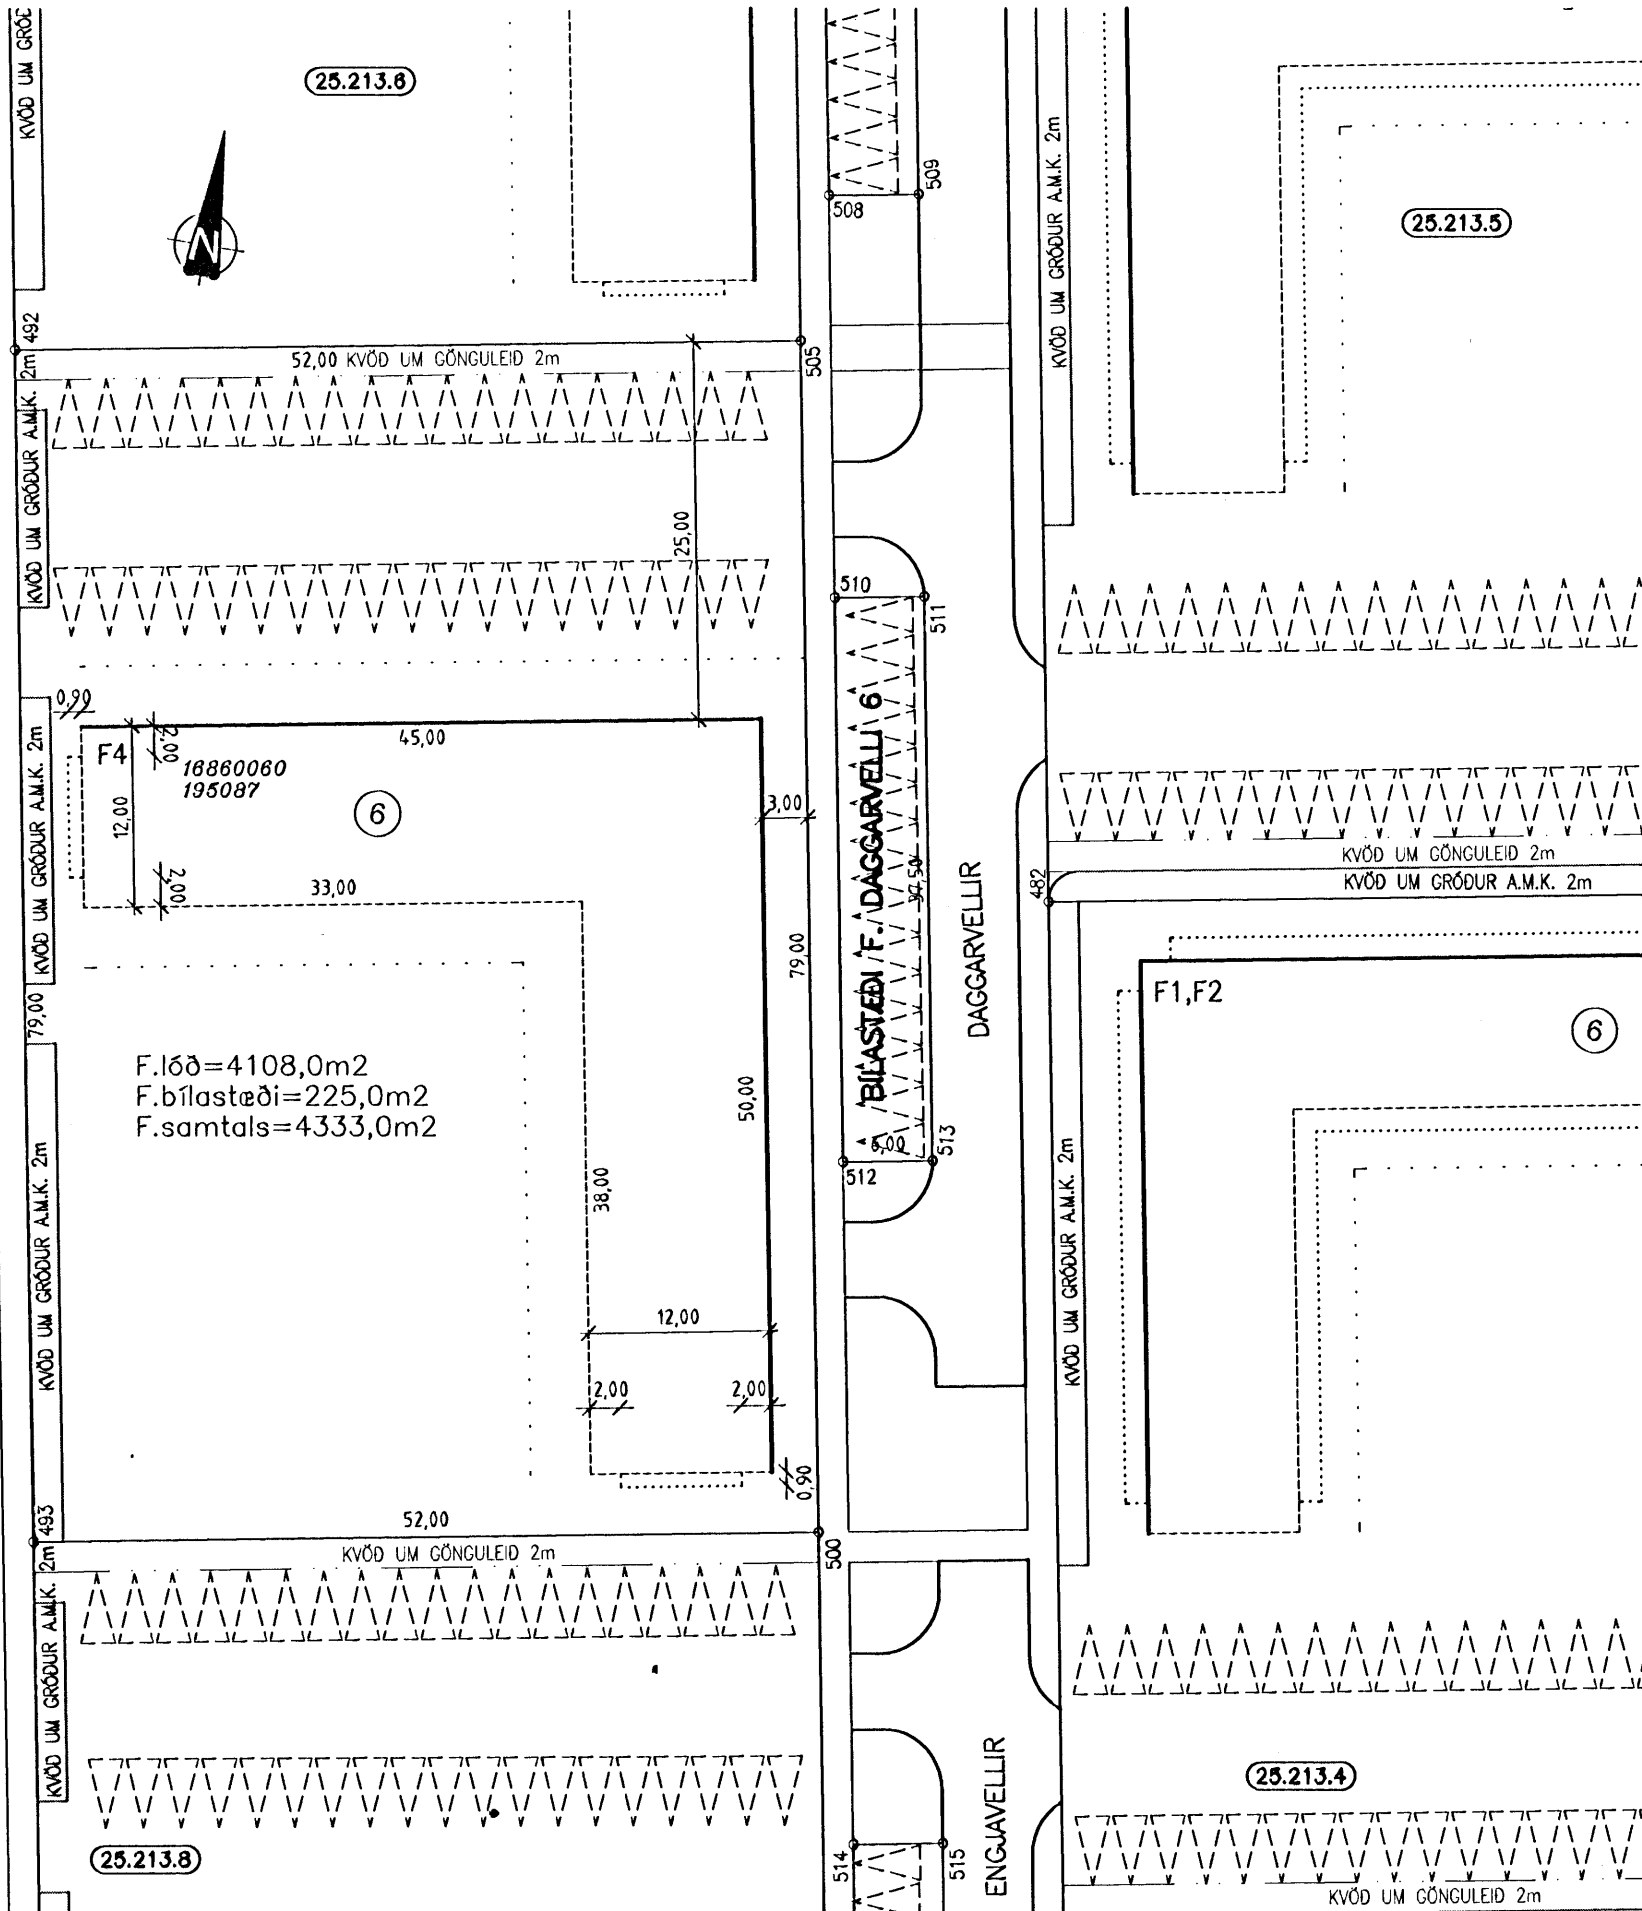 KVÖÐ UM GRÓÐ
25.213.6
N
KVÖÐ UM GRÓÐUR A.M.K. 2m
509
508
25.213.5
492
52,00 KVÖÐ UM GÖNGULEIÐ 2m
505
KVÖÐ UM GRÓÐUR A.M.K. 2m
25,00
510
511
0,90
F4
2,00
45,00
16860060
195087
12,00
6
2,00
33,00
3,00
KVÖÐ UM GRÓÐUR A.M.K. 2m
79,00
BÍLASTÆÐI F. DAGGARVELLI 6
37,50
DAGGARVELLIR
482
KVÖÐ UM GÖNGULEIÐ 2m
KVÖÐ UM GRÓÐUR A.M.K. 2m
F1,F2
6
79,00
F.lóð=4108,0m2
F.bílastæði=225,0m2
F.samtals=4333,0m2
50,00
6,00
512
513
KVÖÐ UM GRÓÐUR A.M.K. 2m
38,00
12,00
2,00
2,00
0,90
KVÖÐ UM GRÓÐUR A.M.K. 2m
493
52,00
KVÖÐ UM GÖNGULEIÐ 2m
500
KVÖÐ UM GRÓÐUR A.M.K. 2m
25.213.8
514
515
ENGJAVELLIR
25.213.4
KVÖÐ UM GÖNGULEIÐ 2m